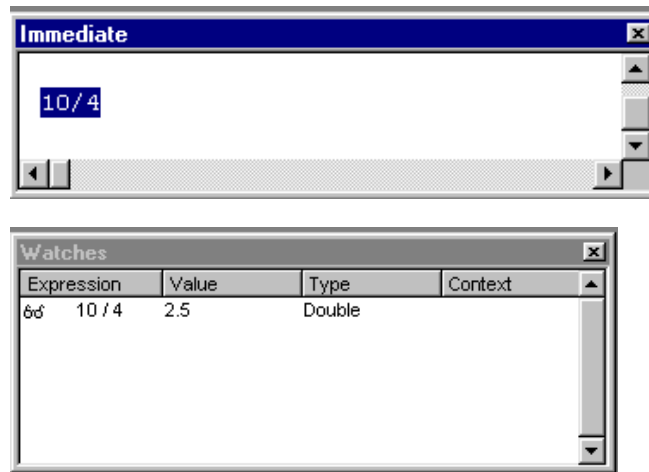 Immediate
10/4
Watches
Expression Value Type Context
10 / 4 2.5 Double